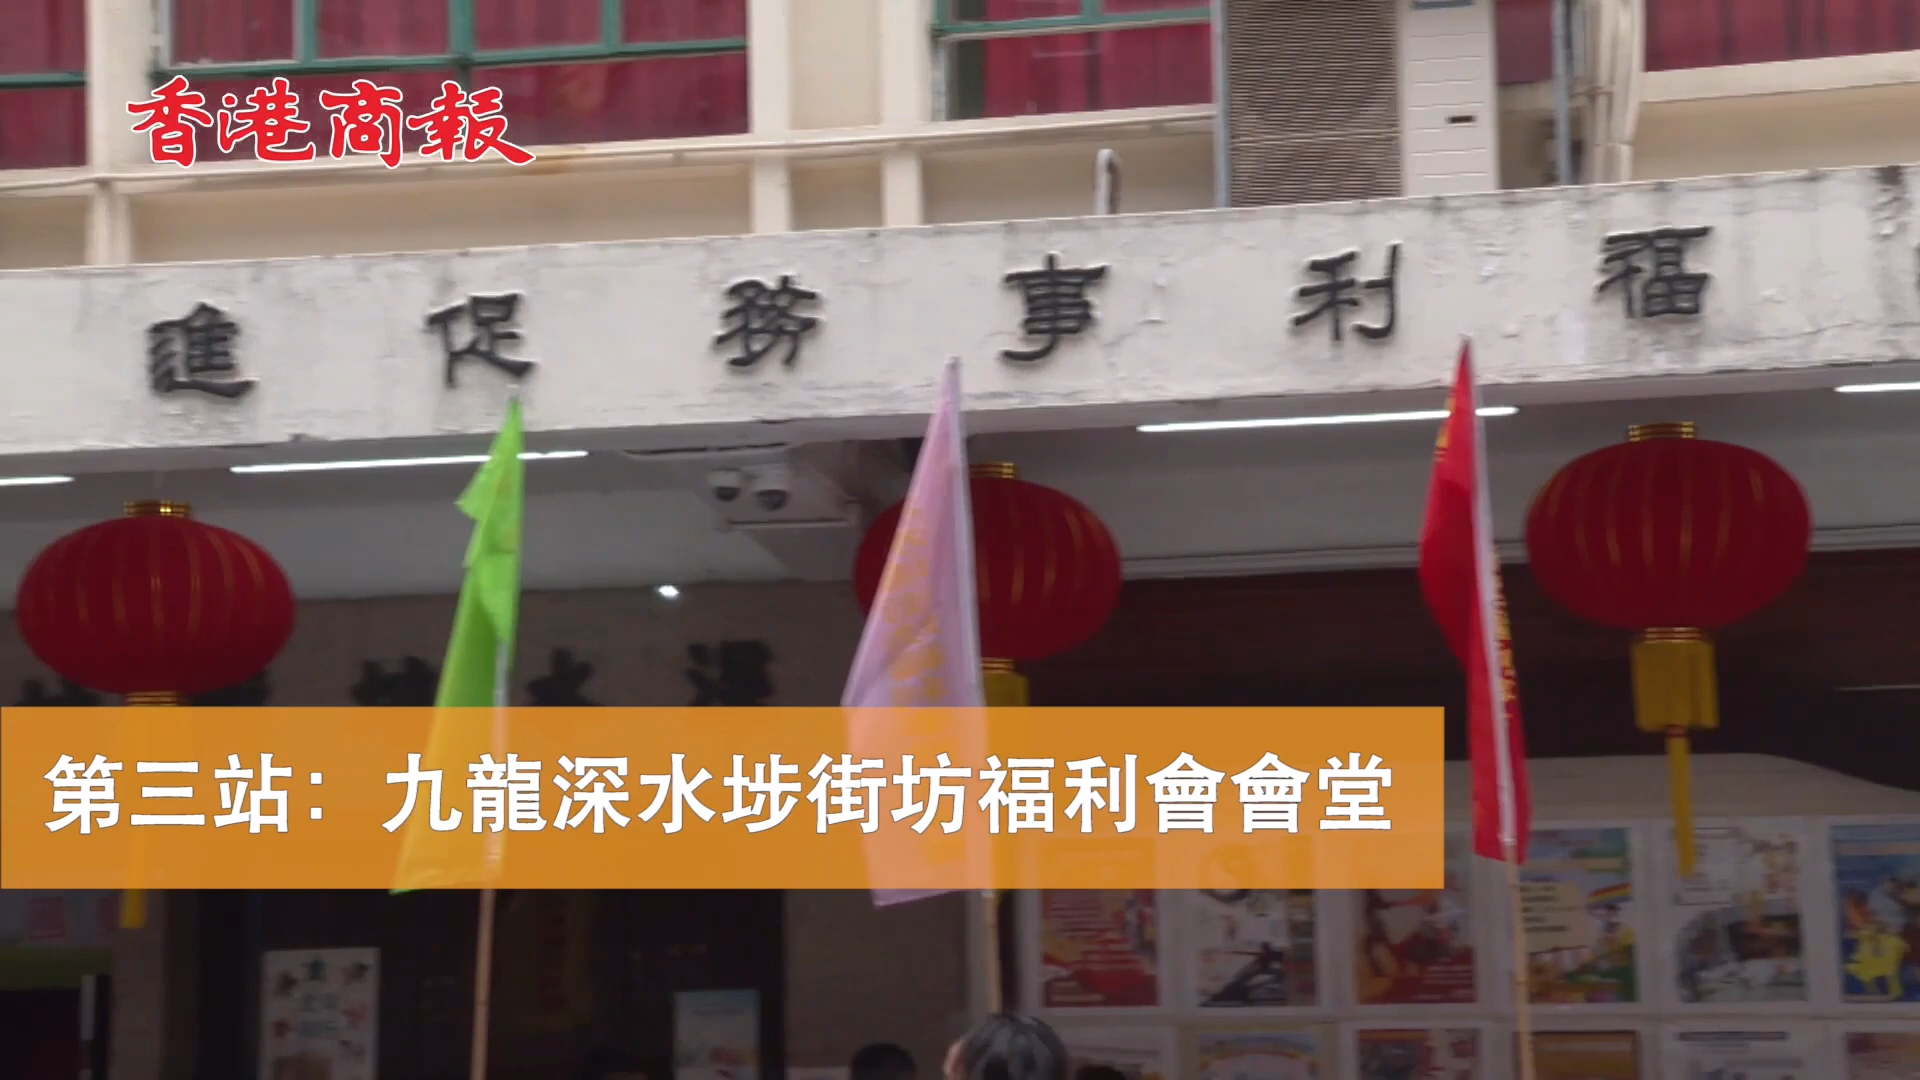 香港商報
進促務事利福
第三站：九龍深水埗街坊福利會會堂